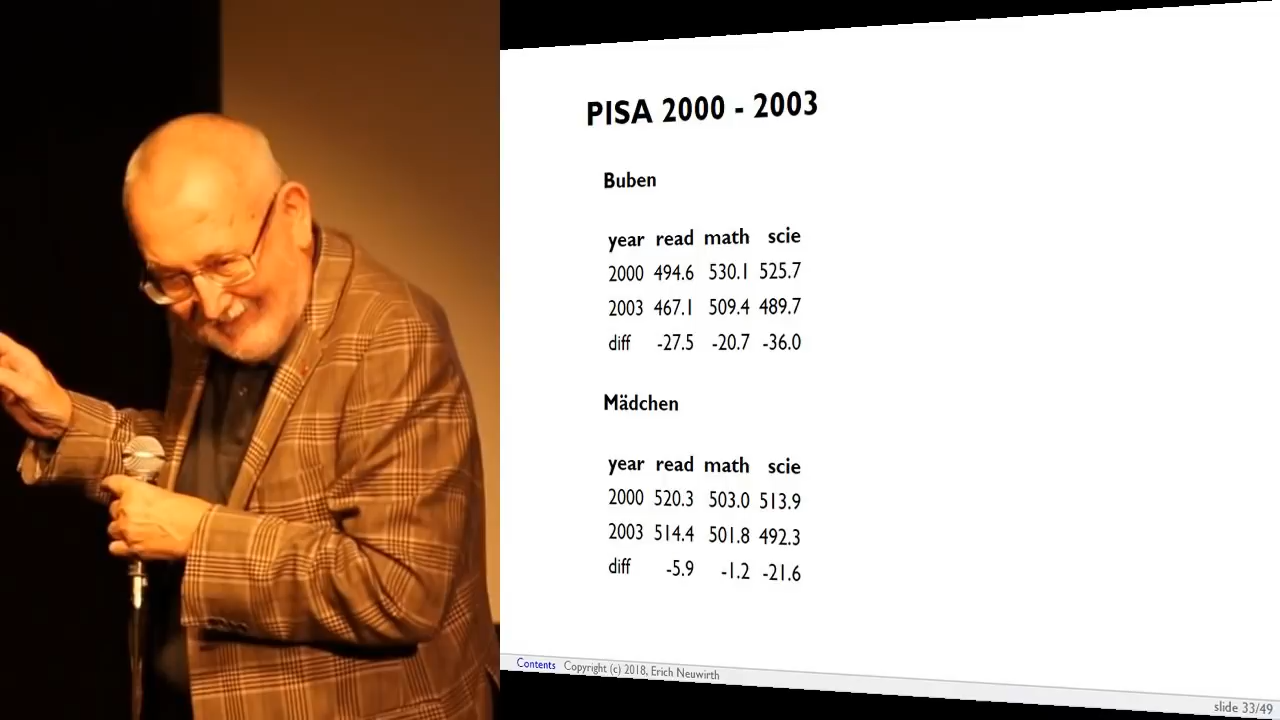 PISA 2000 - 2003
Buben
year read math scie
2000 494.6 530.1 525.7
2003 467.1 509.4 489.7
diff -27.5 -20.7 -36.0
Mädchen
year read math scie
2000 520.3 503.0 513.9
2003 514.4 501.8 492.3
diff -5.9 -1.2 -21.6
Contents Copyright (c) 2018, Erich Neuwirth
slide 33/49